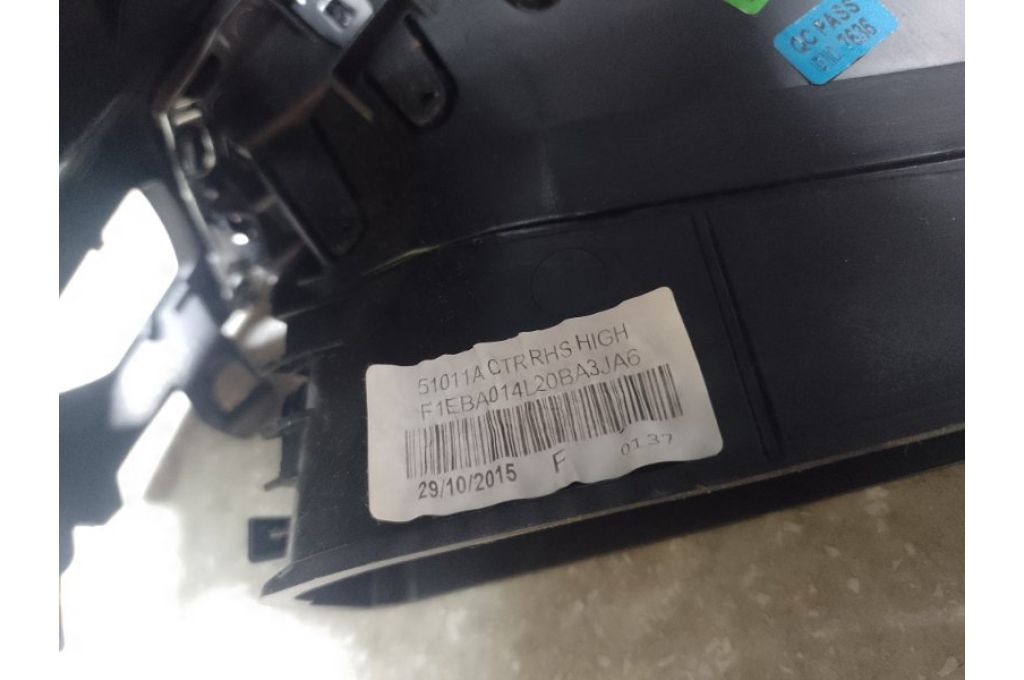 QC PASS
51011A CTR RHS HIGH
F1EBA014L20BA3JA6
29/10/2015 F 0137